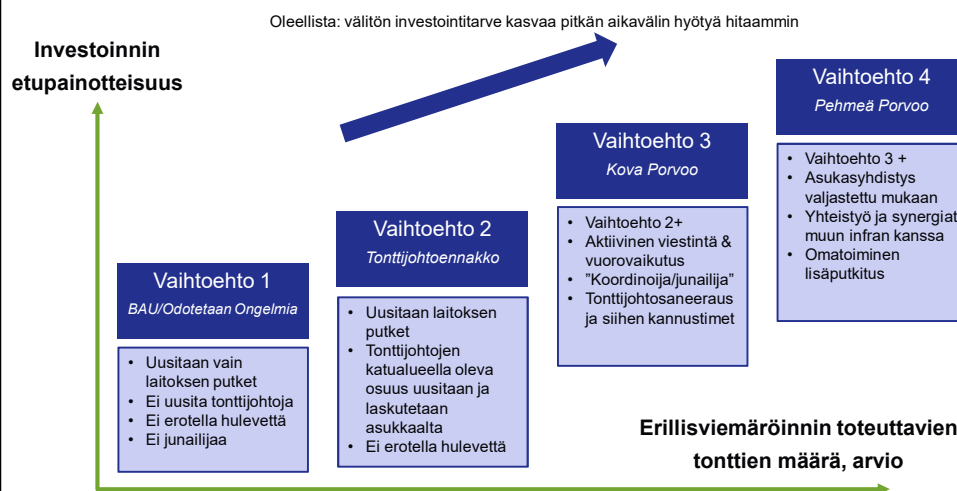 Oleellista: välitön investointitarve kasvaa pitkän aikavälin hyötyä hitaammin
Investoinnin
etupainotteisuus
Vaihtoehto 1
BAU/Odotetaan Ongelmia
• Uusitaan vain
laitoksen putket
• Ei uusita tonttijohtoja
• Ei erotella hulevettä
• Ei junailijaa
Vaihtoehto 2
Tonttijohtoennakko
• Uusitaan laitoksen
putket
• Tonttijohtojen
katualueella oleva
osuus uusitaan ja
laskutetaan
asukkaalta
• Ei erotella hulevettä
Vaihtoehto 3
Kova Porvoo
• Vaihtoehto 2+
• Aktiivinen viestintä &
vuorovaikutus
• ”Koordinoija/junailija”
• Tonttijohtosaneeraus
ja siihen kannustimet
Vaihtoehto 4
Pehmeä Porvoo
• Vaihtoehto 3 +
• Asukasyhdistys
valjastettu mukaan
• Yhteistyö ja synergiat
muun infran kanssa
• Omatoiminen
lisäputkitus
Erillisviemäröinnin toteuttavien
tonttien määrä, arvio